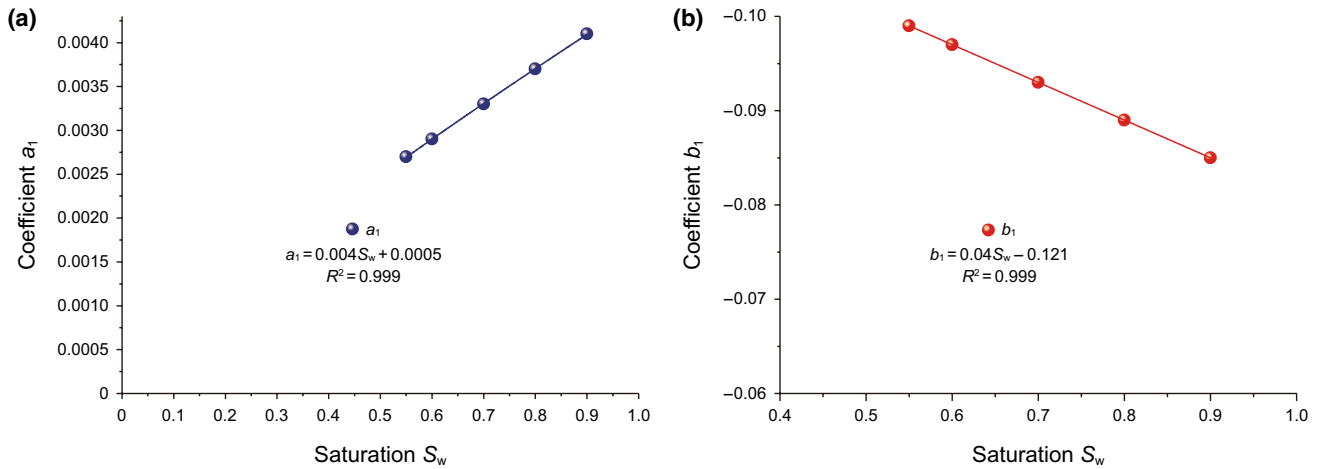 (a)
Coefficient a₁
0.0040
0.0035
0.0030
0.0025
0.0020
0.0015
0.0010
0.0005
0
a₁
a₁ = 0.004Sw + 0.0005
R² = 0.999
0 0.1 0.2 0.3 0.4 0.5 0.6 0.7 0.8 0.9 1.0
Saturation Sw
(b)
Coefficient b₁
–0.10
–0.09
–0.08
–0.07
–0.06
b₁
b₁ = 0.04Sw – 0.121
R² = 0.999
0.4 0.5 0.6 0.7 0.8 0.9 1.0
Saturation Sw